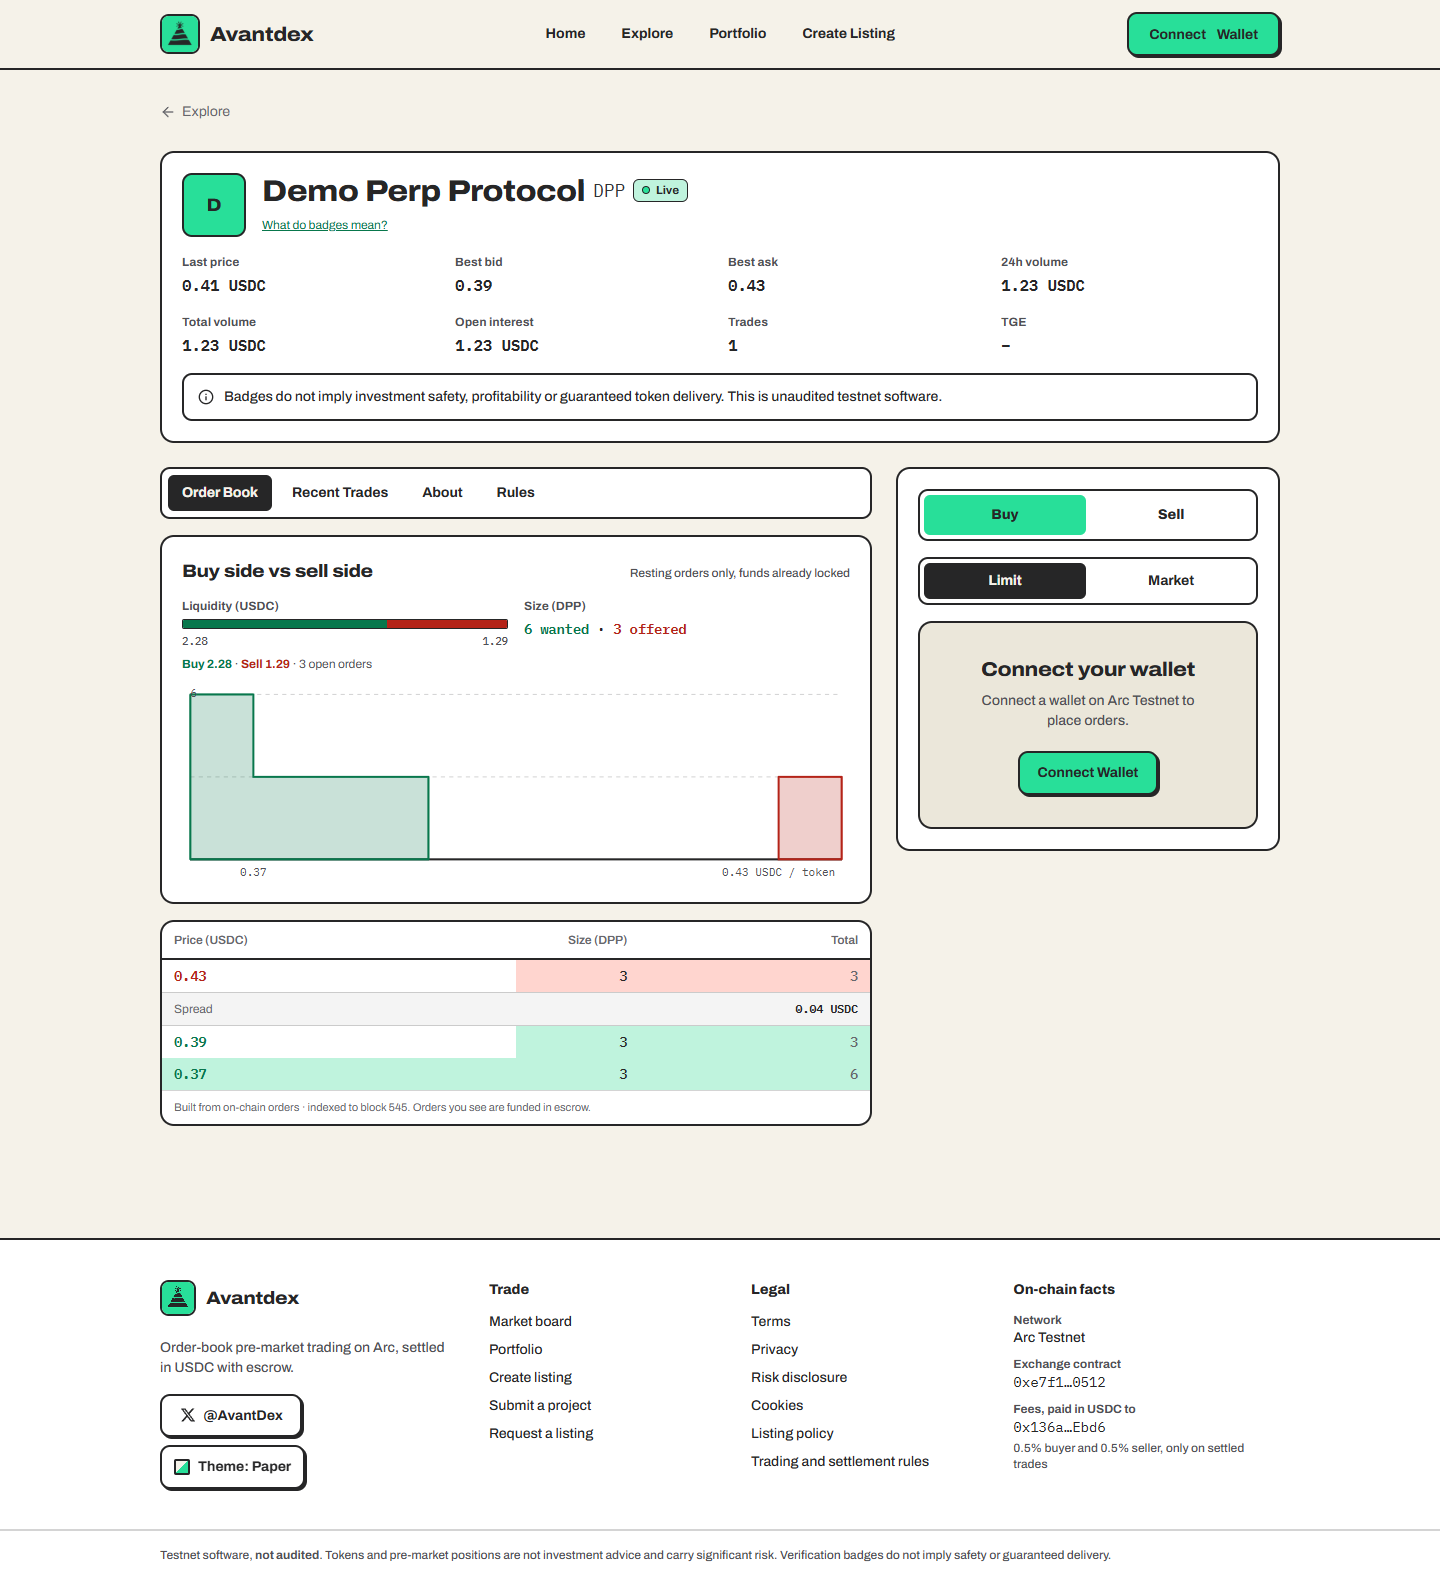 Avantdex
Home Explore Portfolio Create Listing
Connect Wallet
Explore
D
Demo Perp Protocol DPP Live
What do badges mean?
Last price Best bid Best ask 24h volume
0.41 USDC 0.39 0.43 1.23 USDC
Total volume Open interest Trades TGE
1.23 USDC 1.23 USDC 1 –
Badges do not imply investment safety, profitability or guaranteed token delivery. This is unaudited testnet software.
Order Book Recent Trades About Rules
Buy side vs sell side
Resting orders only, funds already locked
Liquidity (USDC)
2.28 1.29
Buy 2.28 · Sell 1.29 · 3 open orders
Size (DPP)
6 wanted · 3 offered
6
0.37 0.43 USDC / token
Price (USDC) Size (DPP) Total
0.43 3 3
Spread 0.04 USDC
0.39 3 3
0.37 3 6
Built from on-chain orders · indexed to block 545. Orders you see are funded in escrow.
Buy Sell
Limit Market
Connect your wallet
Connect a wallet on Arc Testnet to
place orders.
Connect Wallet
Avantdex
Order-book pre-market trading on Arc, settled
in USDC with escrow.
@AvantDex
Theme: Paper
Trade
Market board
Portfolio
Create listing
Submit a project
Request a listing
Legal
Terms
Privacy
Risk disclosure
Cookies
Listing policy
Trading and settlement rules
On-chain facts
Network
Arc Testnet
Exchange contract
0xe7f1…0512
Fees, paid in USDC to
0x136a…Ebd6
0.5% buyer and 0.5% seller, only on settled
trades
Testnet software, not audited. Tokens and pre-market positions are not investment advice and carry significant risk. Verification badges do not imply safety or guaranteed delivery.